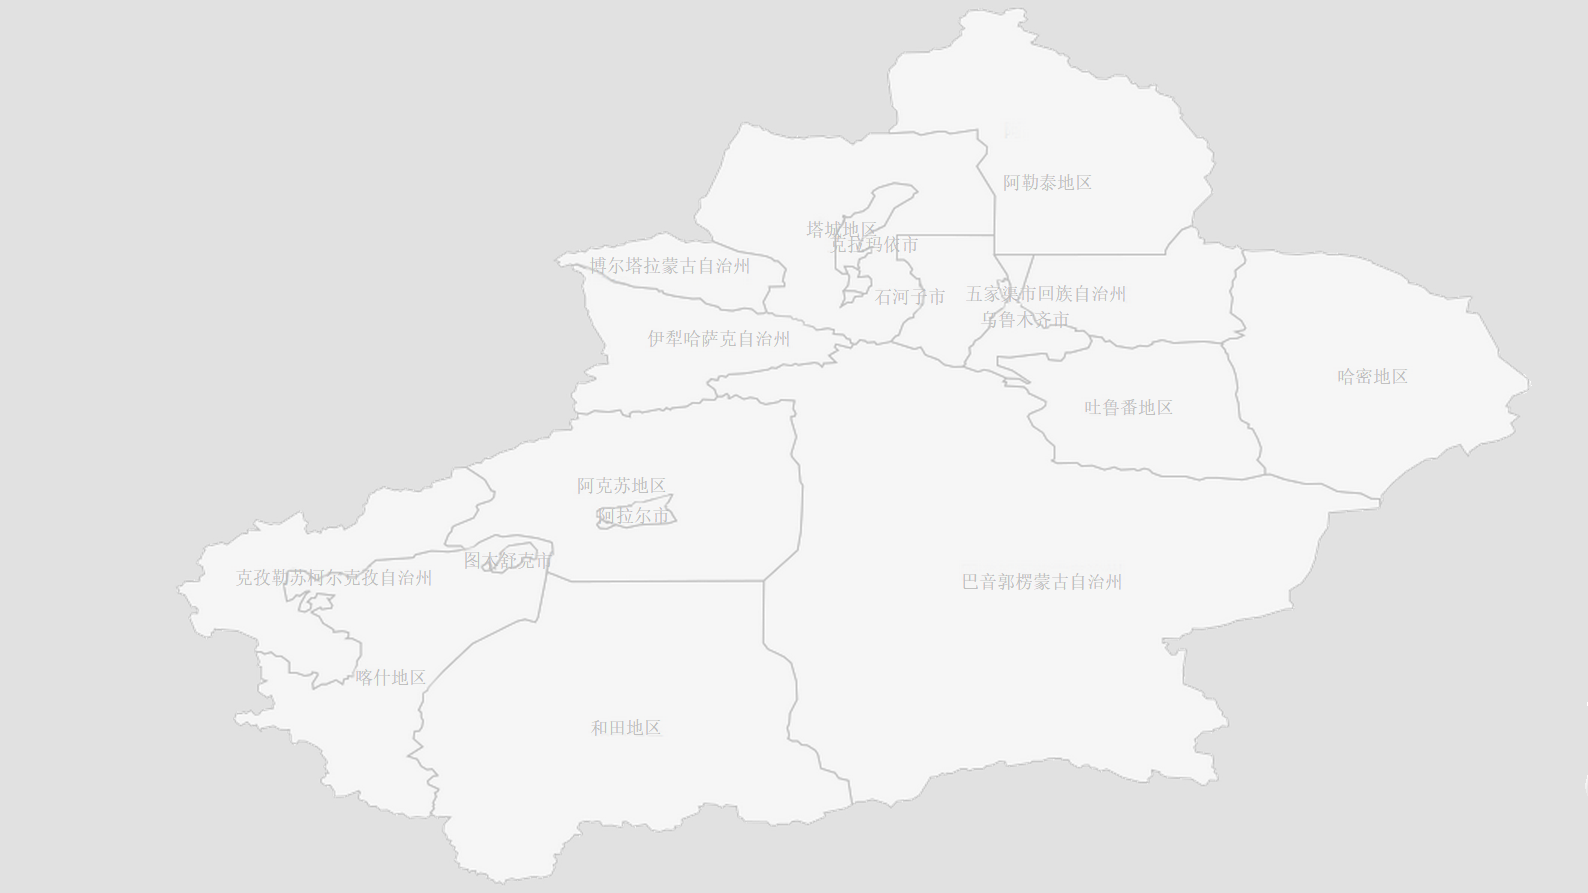 阿勒泰地区
塔城地区
克拉玛依市
博尔塔拉蒙古自治州
石河子市
五家渠市回族自治州
乌鲁木齐市
伊犁哈萨克自治州
哈密地区
吐鲁番地区
阿克苏地区
阿拉尔市
图木舒克市
克孜勒苏柯尔克孜自治州
巴音郭楞蒙古自治州
喀什地区
和田地区